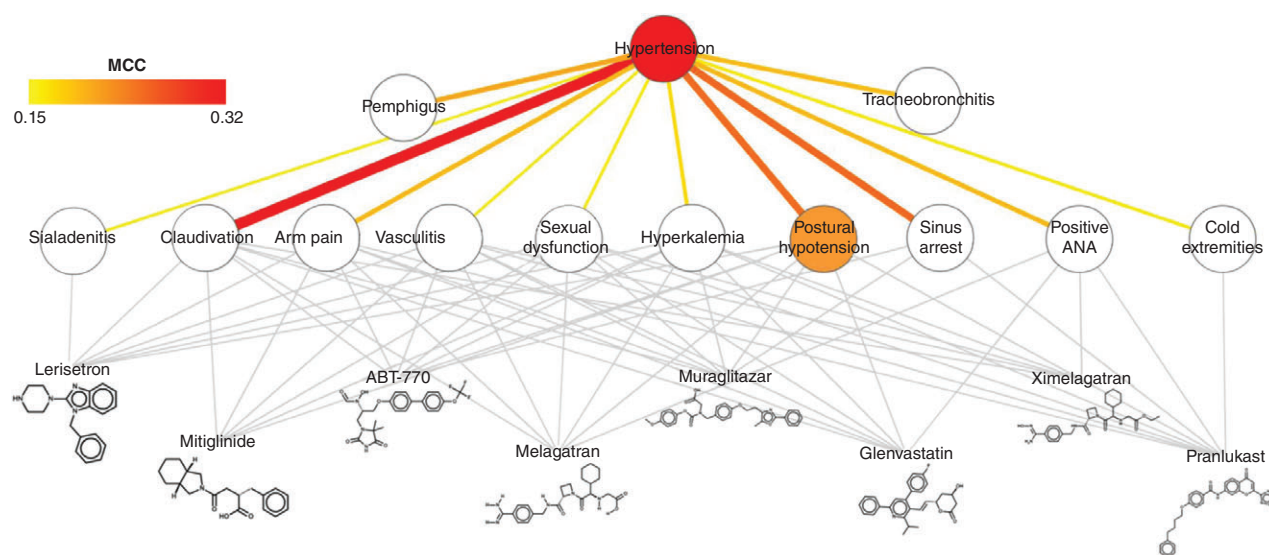 Hypertension
MCC
0.15 0.32
Pemphigus
Tracheobronchitis
Sialadenitis
Claudivation
Arm pain
Vasculitis
Sexual
dysfunction
Hyperkalemia
Postural
hypotension
Sinus
arrest
Positive
ANA
Cold
extremities
Lerisetron
ABT-770
Muraglitazar
Ximelagatran
Mitiglinide
Melagatran
Glenvastatin
Pranlukast